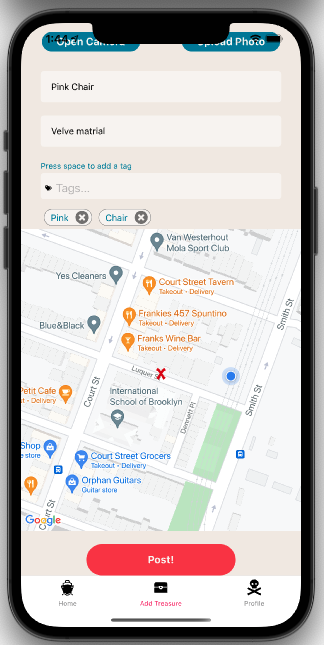 1:44
Open Camera
Upload Photo
Pink Chair
Velve matrial
Press space to add a tag
Tags...
Pink
Chair
Van Westerhout
Mola Sport Club
Yes Cleaners
Court Street Tavern
Takeout • Delivery
Smith St
Frankies 457 Spuntino
Takeout • Delivery
Blue&Black
Franks Wine Bar
Takeout • Delivery
Luquer
Petit Cafe
Delivery
Court St
International
School of Brooklyn
Smith St
Dennett Pl
Shop
e store
Court Street Grocers
Takeout • Delivery
Orphan Guitars
Guitar store
Google
Post!
Home
Add Treasure
Profile